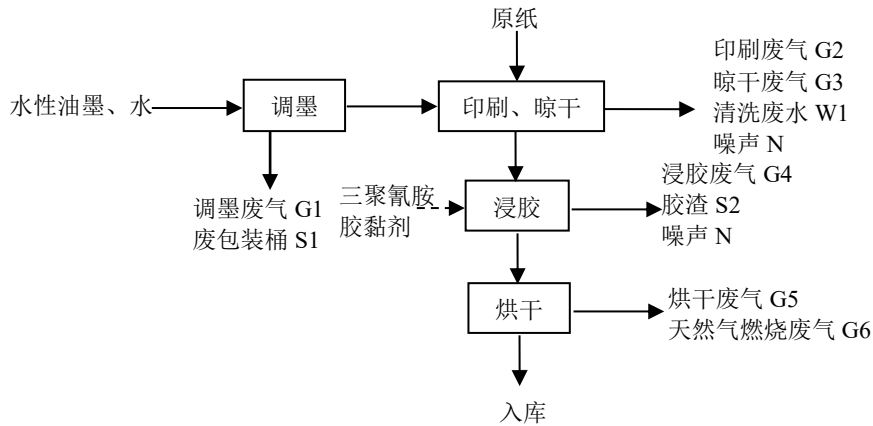 原纸
印刷废气 G2
晾干废气 G3
清洗废水 W1
噪声 N
水性油墨、水
调墨
印刷、晾干
调墨废气 G1
废包装桶 S1
三聚氰胺
胶黏剂
浸胶
浸胶废气 G4
胶渣 S2
噪声 N
烘干
烘干废气 G5
天然气燃烧废气 G6
入库